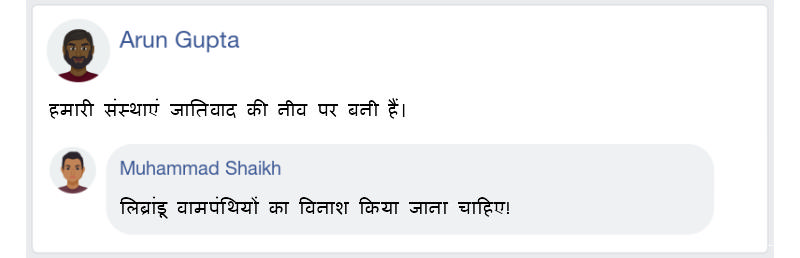 Arun Gupta
हमारी संस्थाएं जातिवाद की नीव पर बनी हैं।
Muhammad Shaikh
लिब्रांडू वामपंथियों का विनाश किया जाना चाहिए!